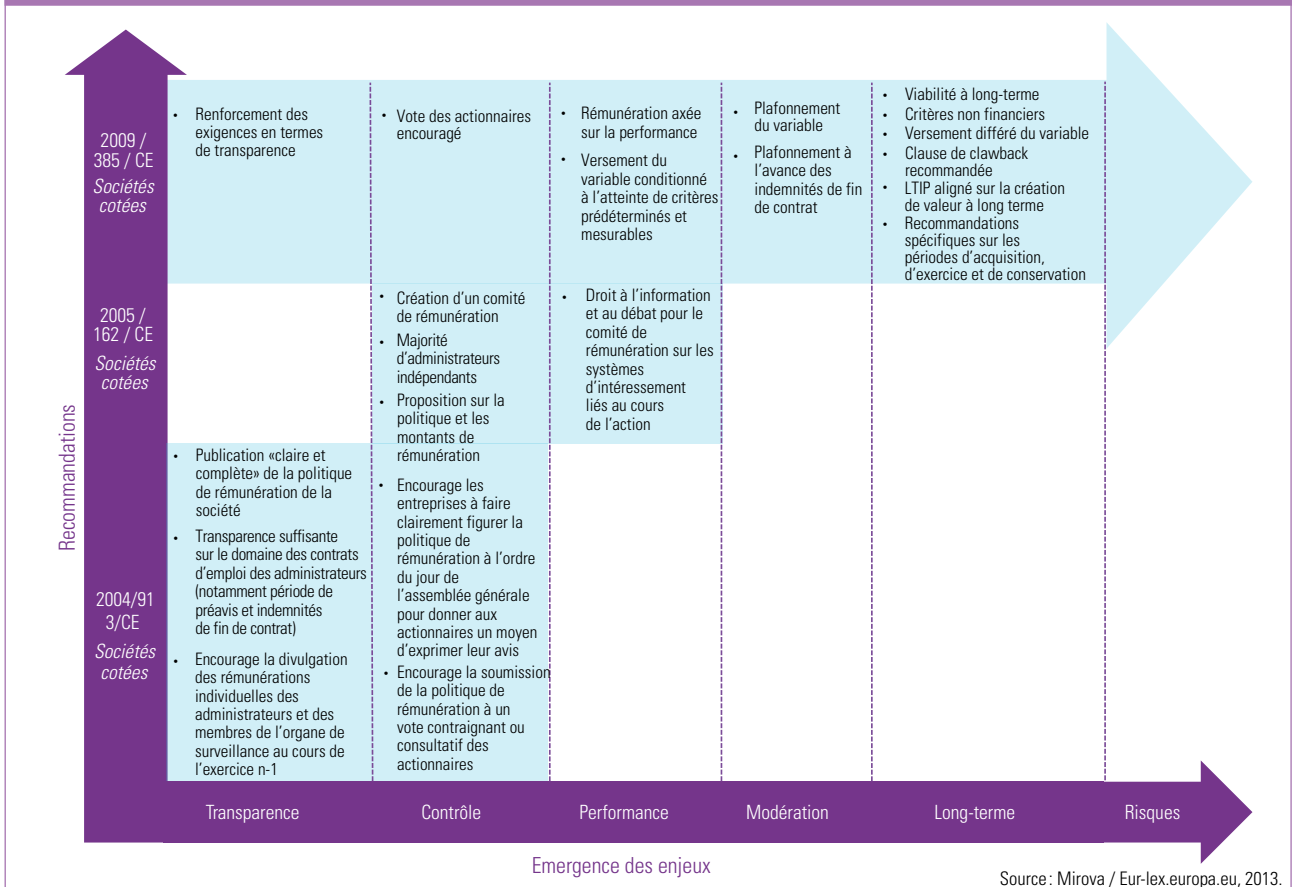 Recommandations
2009 /
385 / CE
Sociétés
cotées
• Renforcement des
exigences en termes
de transparence
• Vote des actionnaires
encouragé
• Rémunération axée
sur la performance
• Versement du
variable conditionné
à l'atteinte de critères
prédéterminés et
mesurables
• Plafonnement
du variable
• Plafonnement à
l'avance des
indemnités de fin
de contrat
• Viabilité à long-terme
• Critères non financiers
• Versement différé du variable
• Clause de clawback
recommandée
• LTIP aligné sur la création
de valeur à long terme
• Recommandations
spécifiques sur les
périodes d'acquisition,
d'exercice et de conservation
2005 /
162 / CE
Sociétés
cotées
• Création d'un comité
de rémunération
• Majorité
d'administrateurs
indépendants
• Proposition sur la
politique et les
montants de
rémunération
• Droit à l'information
et au débat pour le
comité de
rémunération sur les
systèmes
d'intéressement
liés au cours
de l'action
2004/91
3/CE
Sociétés
cotées
• Publication «claire et
complète» de la politique
de rémunération de la
société
• Transparence suffisante
sur le domaine des contrats
d'emploi des administrateurs
(notamment période de
préavis et indemnités
de fin de contrat)
• Encourage la divulgation
des rémunérations
individuelles des
administrateurs et des
membres de l'organe de
surveillance au cours de
l'exercice n-1
• Encourage les
entreprises à faire
clairement figurer la
politique de
rémunération à l'ordre
du jour de
l'assemblée générale
pour donner aux
actionnaires un moyen
d'exprimer leur avis
• Encourage la soumission
de la politique de
rémunération à un
vote contraignant ou
consultatif des
actionnaires
Transparence
Contrôle
Performance
Modération
Long-terme
Risques
Emergence des enjeux
Source : Mirova / Eur-lex.europa.eu, 2013.